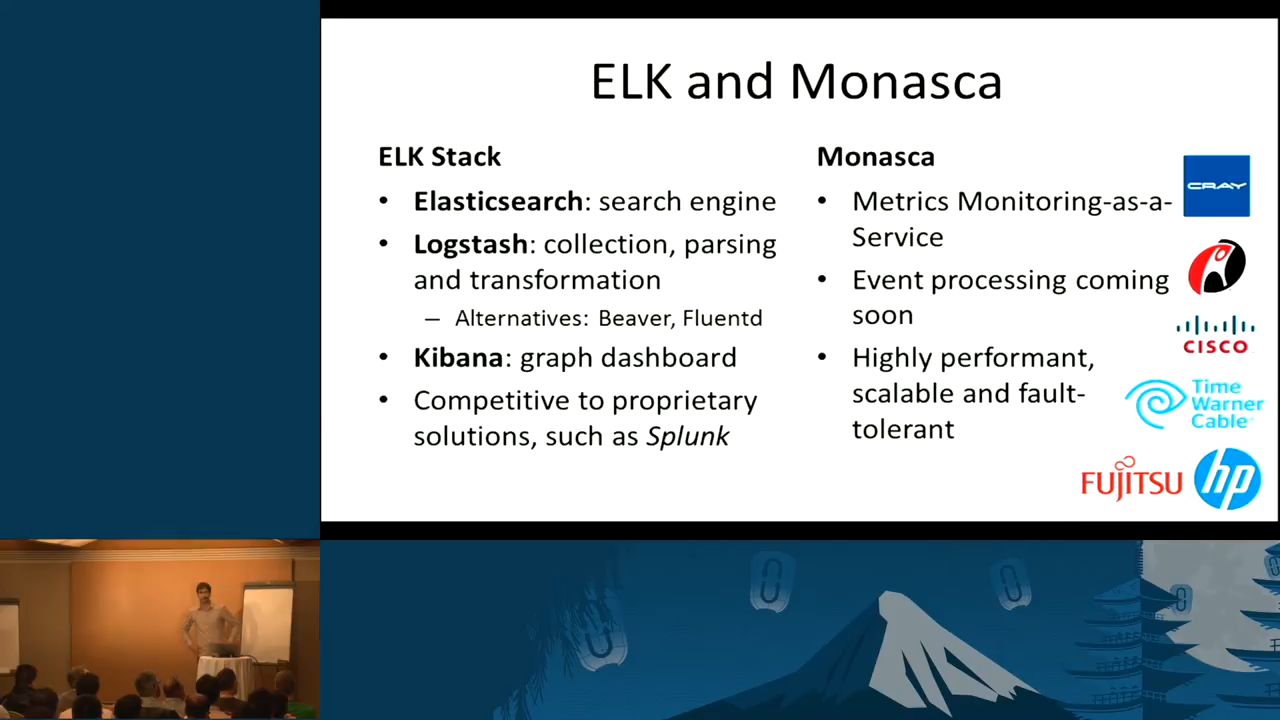 ELK and Monasca
ELK Stack
• Elasticsearch: search engine
• Logstash: collection, parsing
and transformation
– Alternatives: Beaver, Fluentd
• Kibana: graph dashboard
• Competitive to proprietary
solutions, such as Splunk
Monasca
• Metrics Monitoring-as-a-
Service
• Event processing coming
soon
• Highly performant,
scalable and fault-
tolerant
CRAY
CISCO
Time
Warner
Cable
FUJITSU
hp